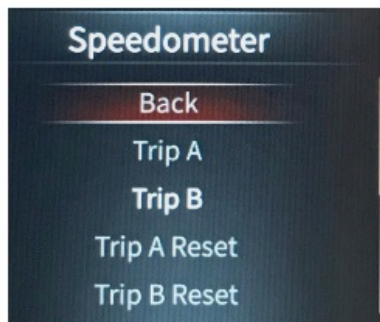 Speedometer
Back
Trip A
Trip B
Trip A Reset
Trip B Reset